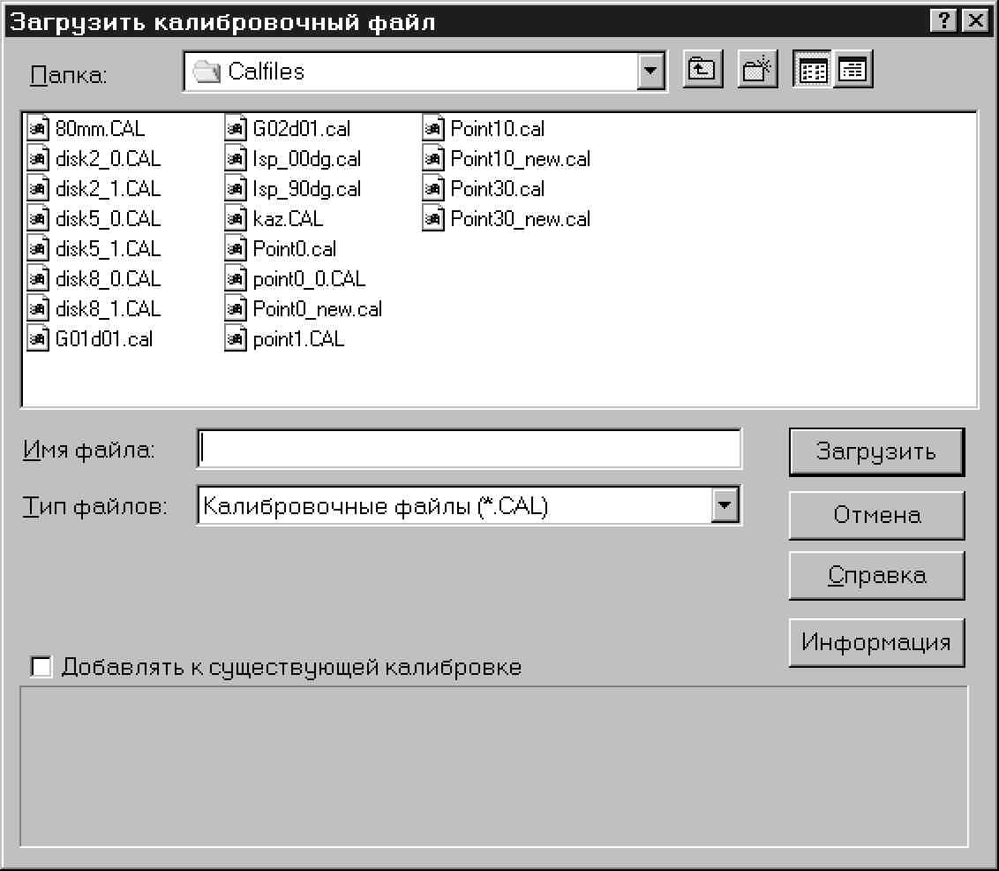 Загрузить калибровочный файл
Папка: Calfiles
80mm.CAL
disk2_0.CAL
disk2_1.CAL
disk5_0.CAL
disk5_1.CAL
disk8_0.CAL
disk8_1.CAL
G01d01.cal
G02d01.cal
Isp_00dg.cal
Isp_90dg.cal
kaz.CAL
Point0.cal
point0_0.CAL
Point0_new.cal
point1.CAL
Point10.cal
Point10_new.cal
Point30.cal
Point30_new.cal
Имя файла:
Загрузить
Тип файлов: Калибровочные файлы (*.CAL)
Отмена
Справка
Информация
Добавлять к существующей калибровке